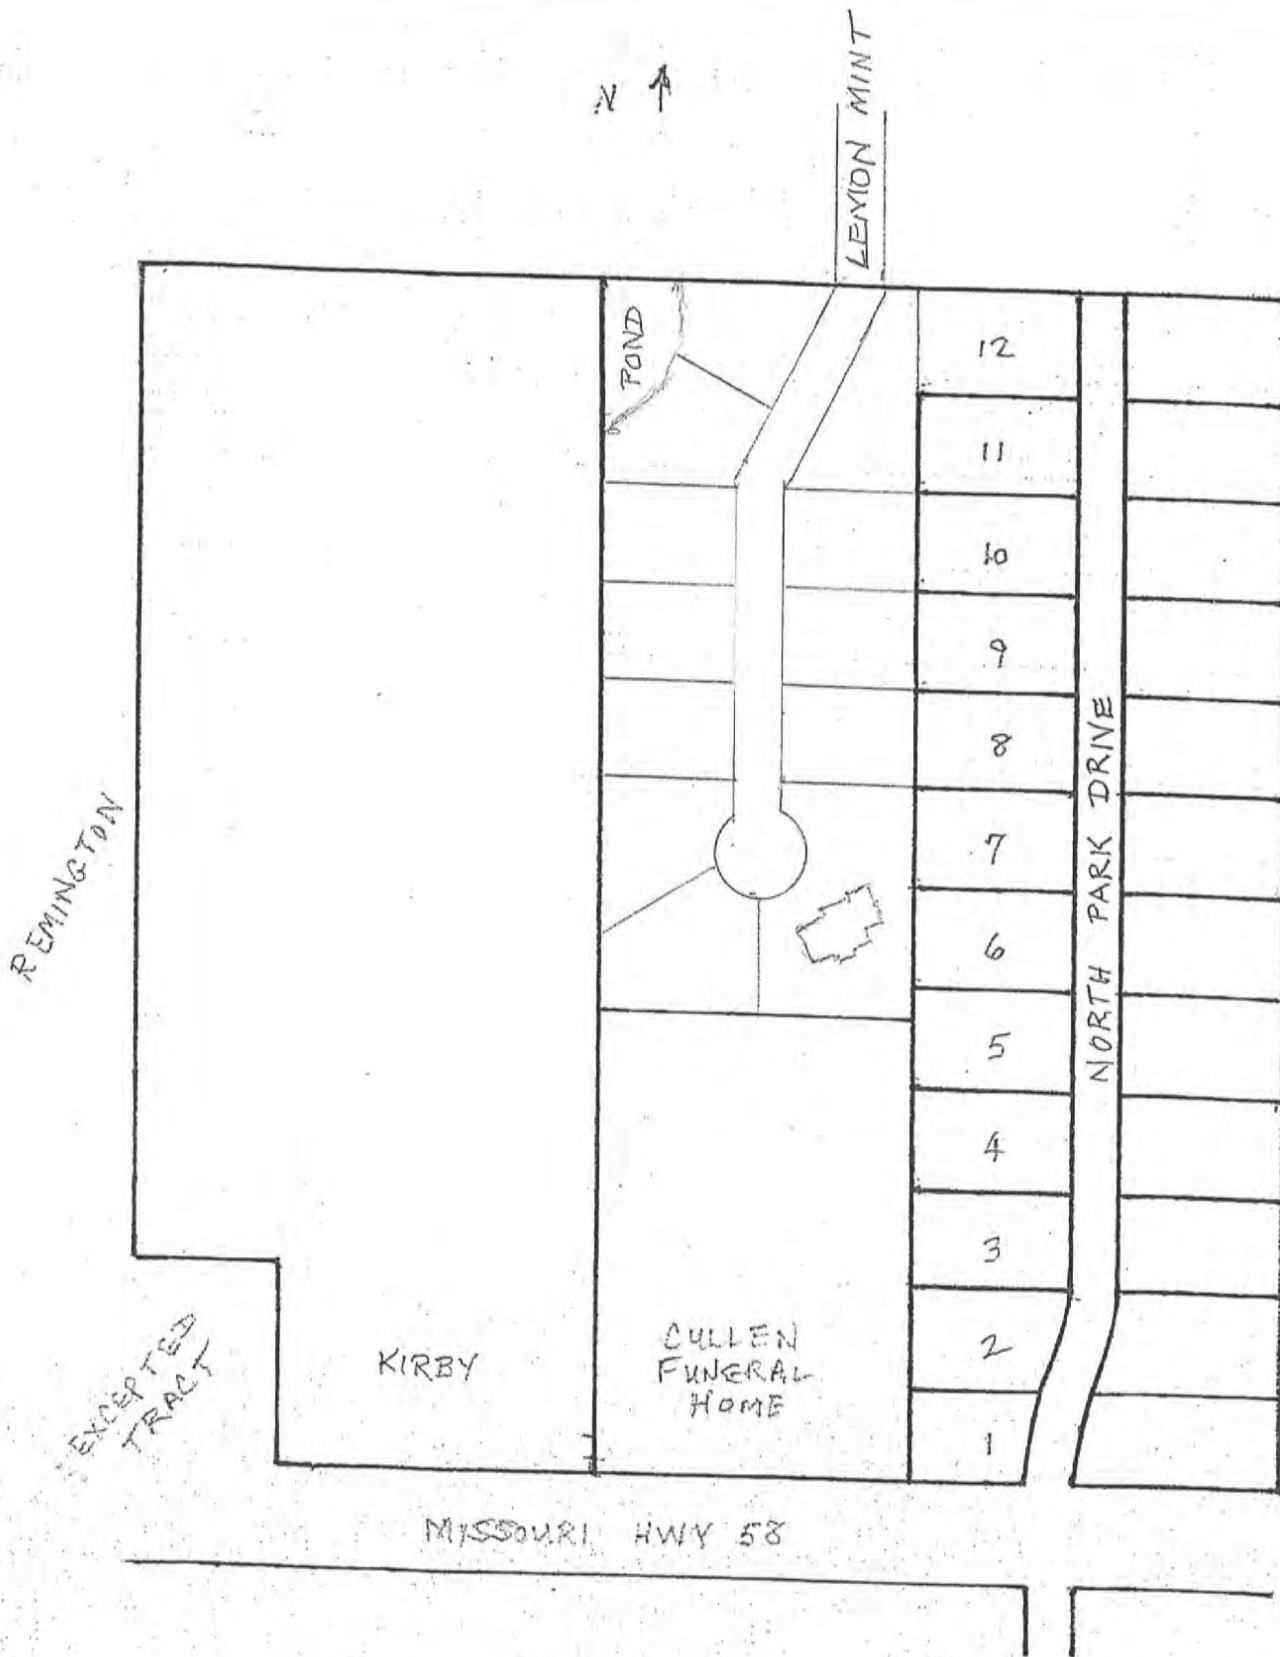 N
LEMON MINT
POND
12
11
10
9
8
7
6
5
4
3
2
1
NORTH PARK DRIVE
REMINGTON
EXCEPTED
TRACT
KIRBY
CULLEN
FUNERAL
HOME
MISSOURI HWY 58